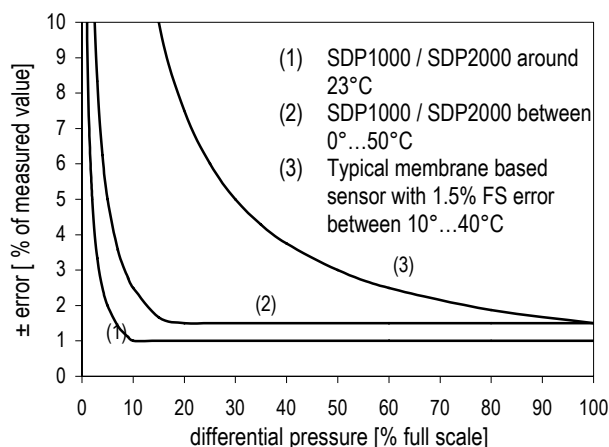 10
9
8
7
6
5
4
3
2
1
0
± error [ % of measured value]
(1) SDP1000 / SDP2000 around
23°C
(2) SDP1000 / SDP2000 between
0°…50°C
(3) Typical membrane based
sensor with 1.5% FS error
between 10°…40°C
(3)
(2)
(1)
0 10 20 30 40 50 60 70 80 90 100
differential pressure [% full scale]